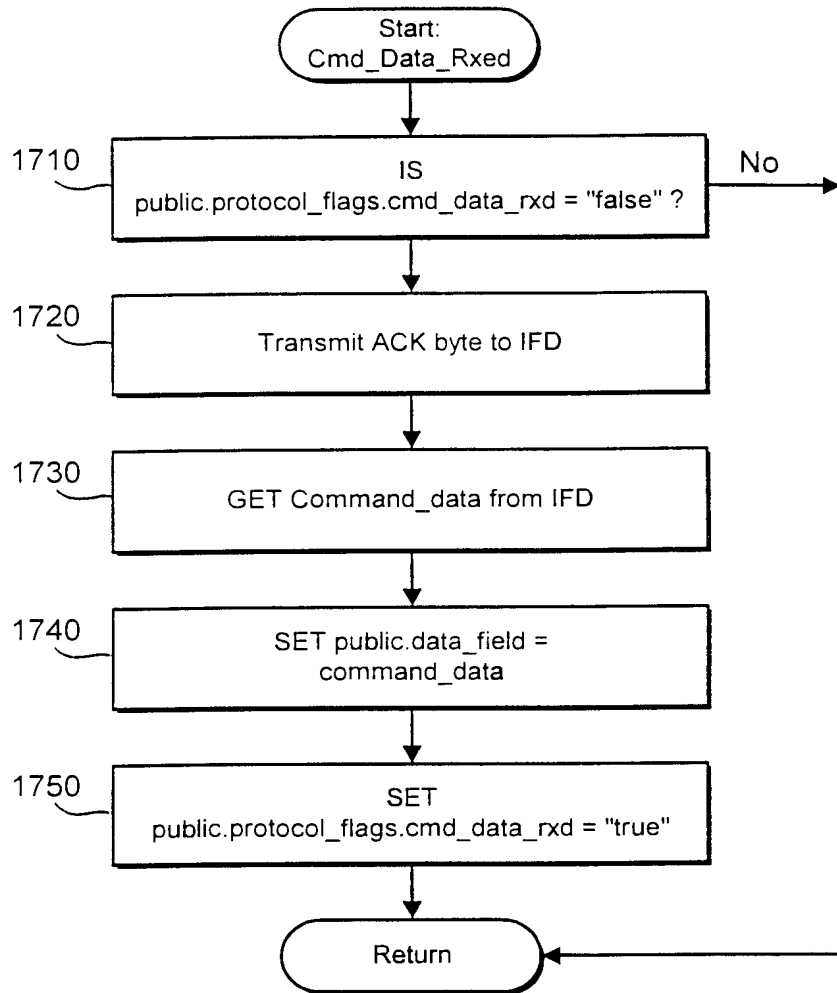 Start:
Cmd_Data_Rxed
1710
IS
public.protocol_flags.cmd_data_rxd = "false" ?
No
1720
Transmit ACK byte to IFD
1730
GET Command_data from IFD
1740
SET public.data_field =
command_data
1750
SET
public.protocol_flags.cmd_data_rxd = "true"
Return